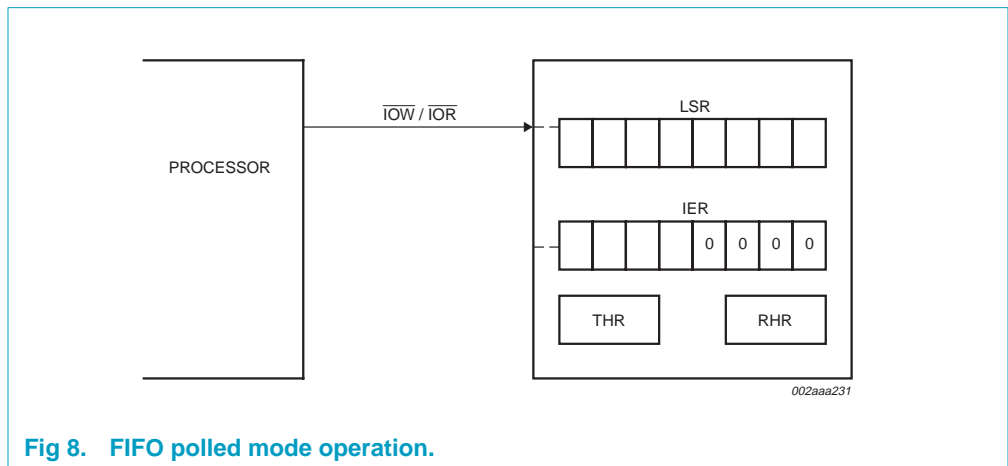 LSR
IOW / IOR
PROCESSOR
IER
0 0 0 0
THR RHR
002aaa231
Fig 8. FIFO polled mode operation.